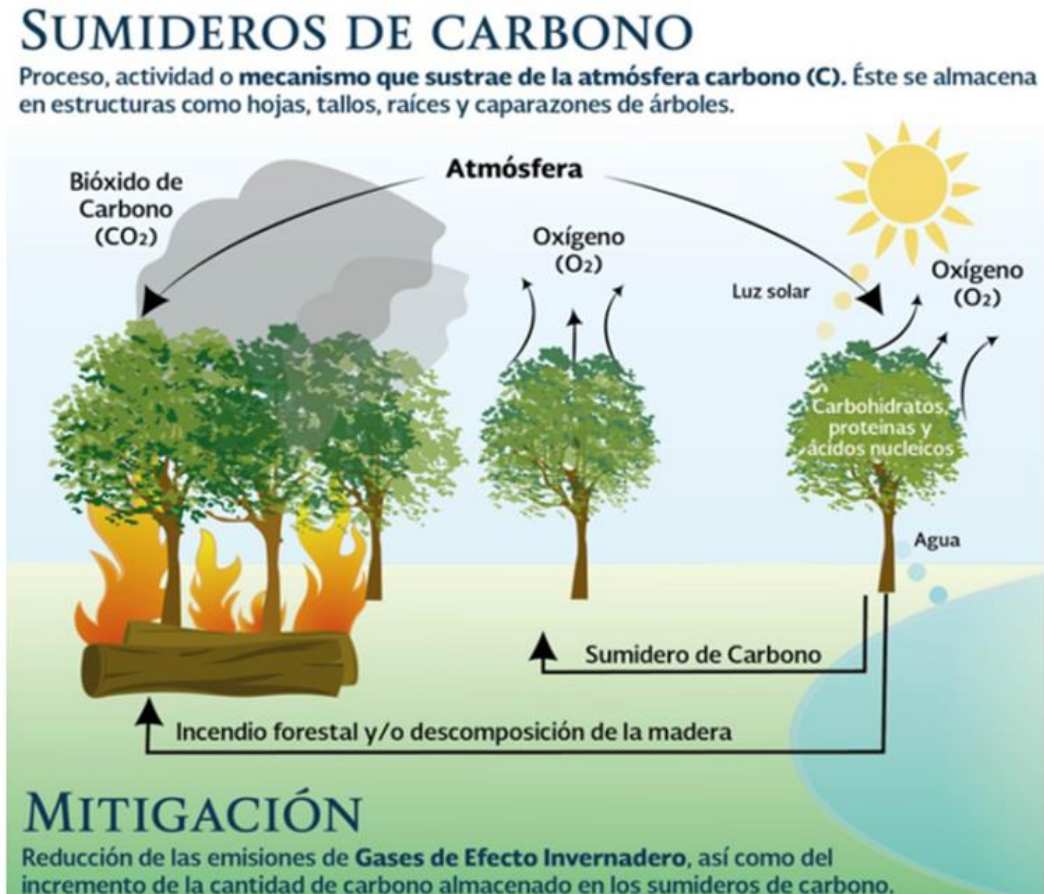 SUMIDEROS DE CARBONO
Proceso, actividad o mecanismo que sustrae de la atmósfera carbono (C). Éste se almacena
en estructuras como hojas, tallos, raíces y caparazones de árboles.
Atmósfera
Bióxido de
Carbono
(CO₂)
Oxígeno
(O₂)
Luz solar
Oxígeno
(O₂)
Carbohidratos,
proteínas y
ácidos nucleicos
Agua
Sumidero de Carbono
Incendio forestal y/o descomposición de la madera
MITIGACIÓN
Reducción de las emisiones de Gases de Efecto Invernadero, así como del
incremento de la cantidad de carbono almacenado en los sumideros de carbono.